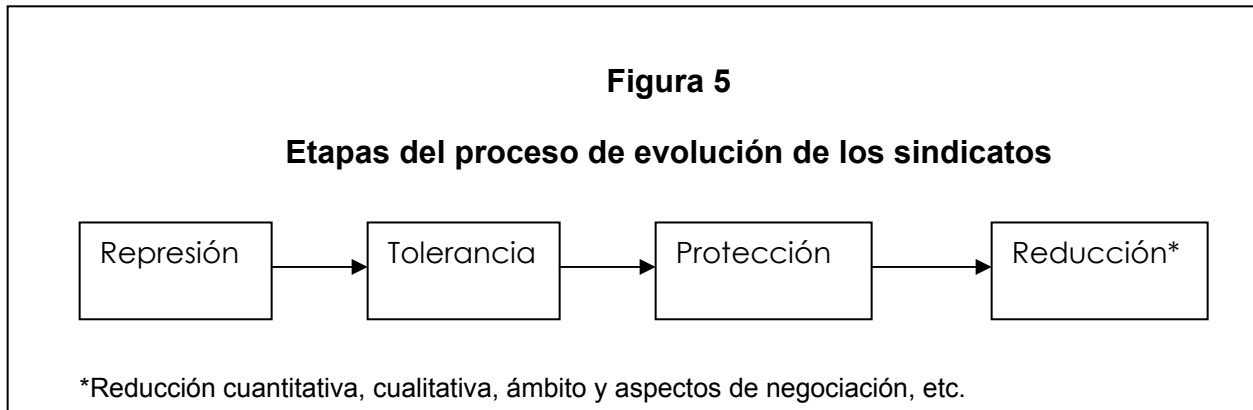 Figura 5
Etapas del proceso de evolución de los sindicatos
Represión Tolerancia Protección Reducción*
*Reducción cuantitativa, cualitativa, ámbito y aspectos de negociación, etc.